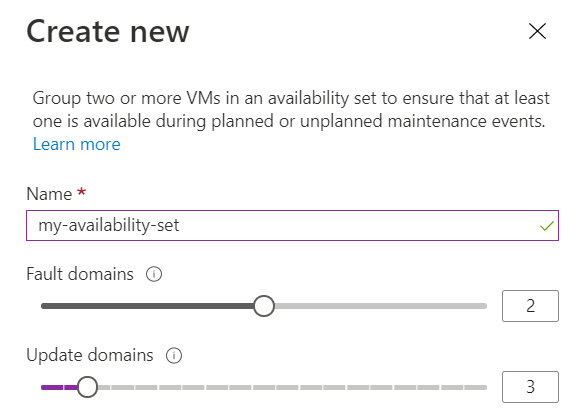 Create new
Group two or more VMs in an availability set to ensure that at least
one is available during planned or unplanned maintenance events.
Learn more
Name *
my-availability-set
Fault domains
2
Update domains
3